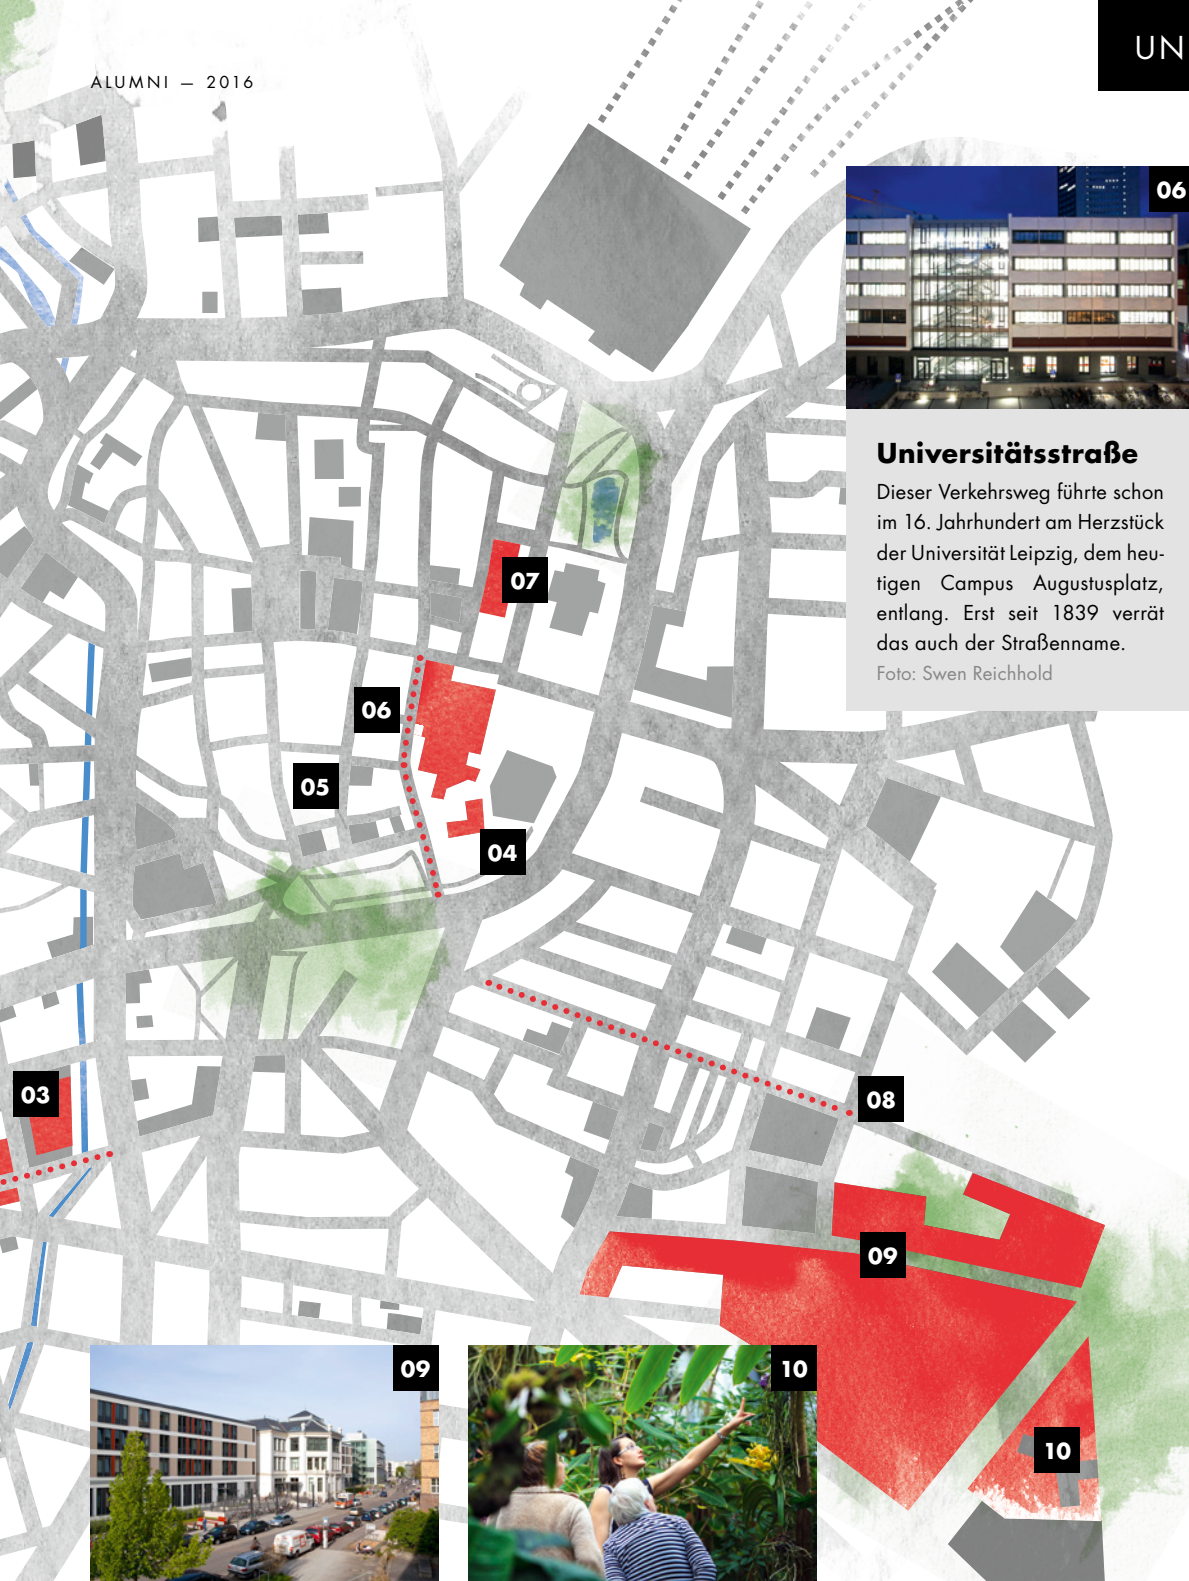 ALUMNI — 2016
UN
06
Universitätsstraße
Dieser Verkehrsweg führte schon
im 16. Jahrhundert am Herzstück
der Universität Leipzig, dem heu-
tigen Campus Augustusplatz,
entlang. Erst seit 1839 verrät
das auch der Straßenname.
Foto: Swen Reichhold
07
06
05
04
03
08
09
10
09
10